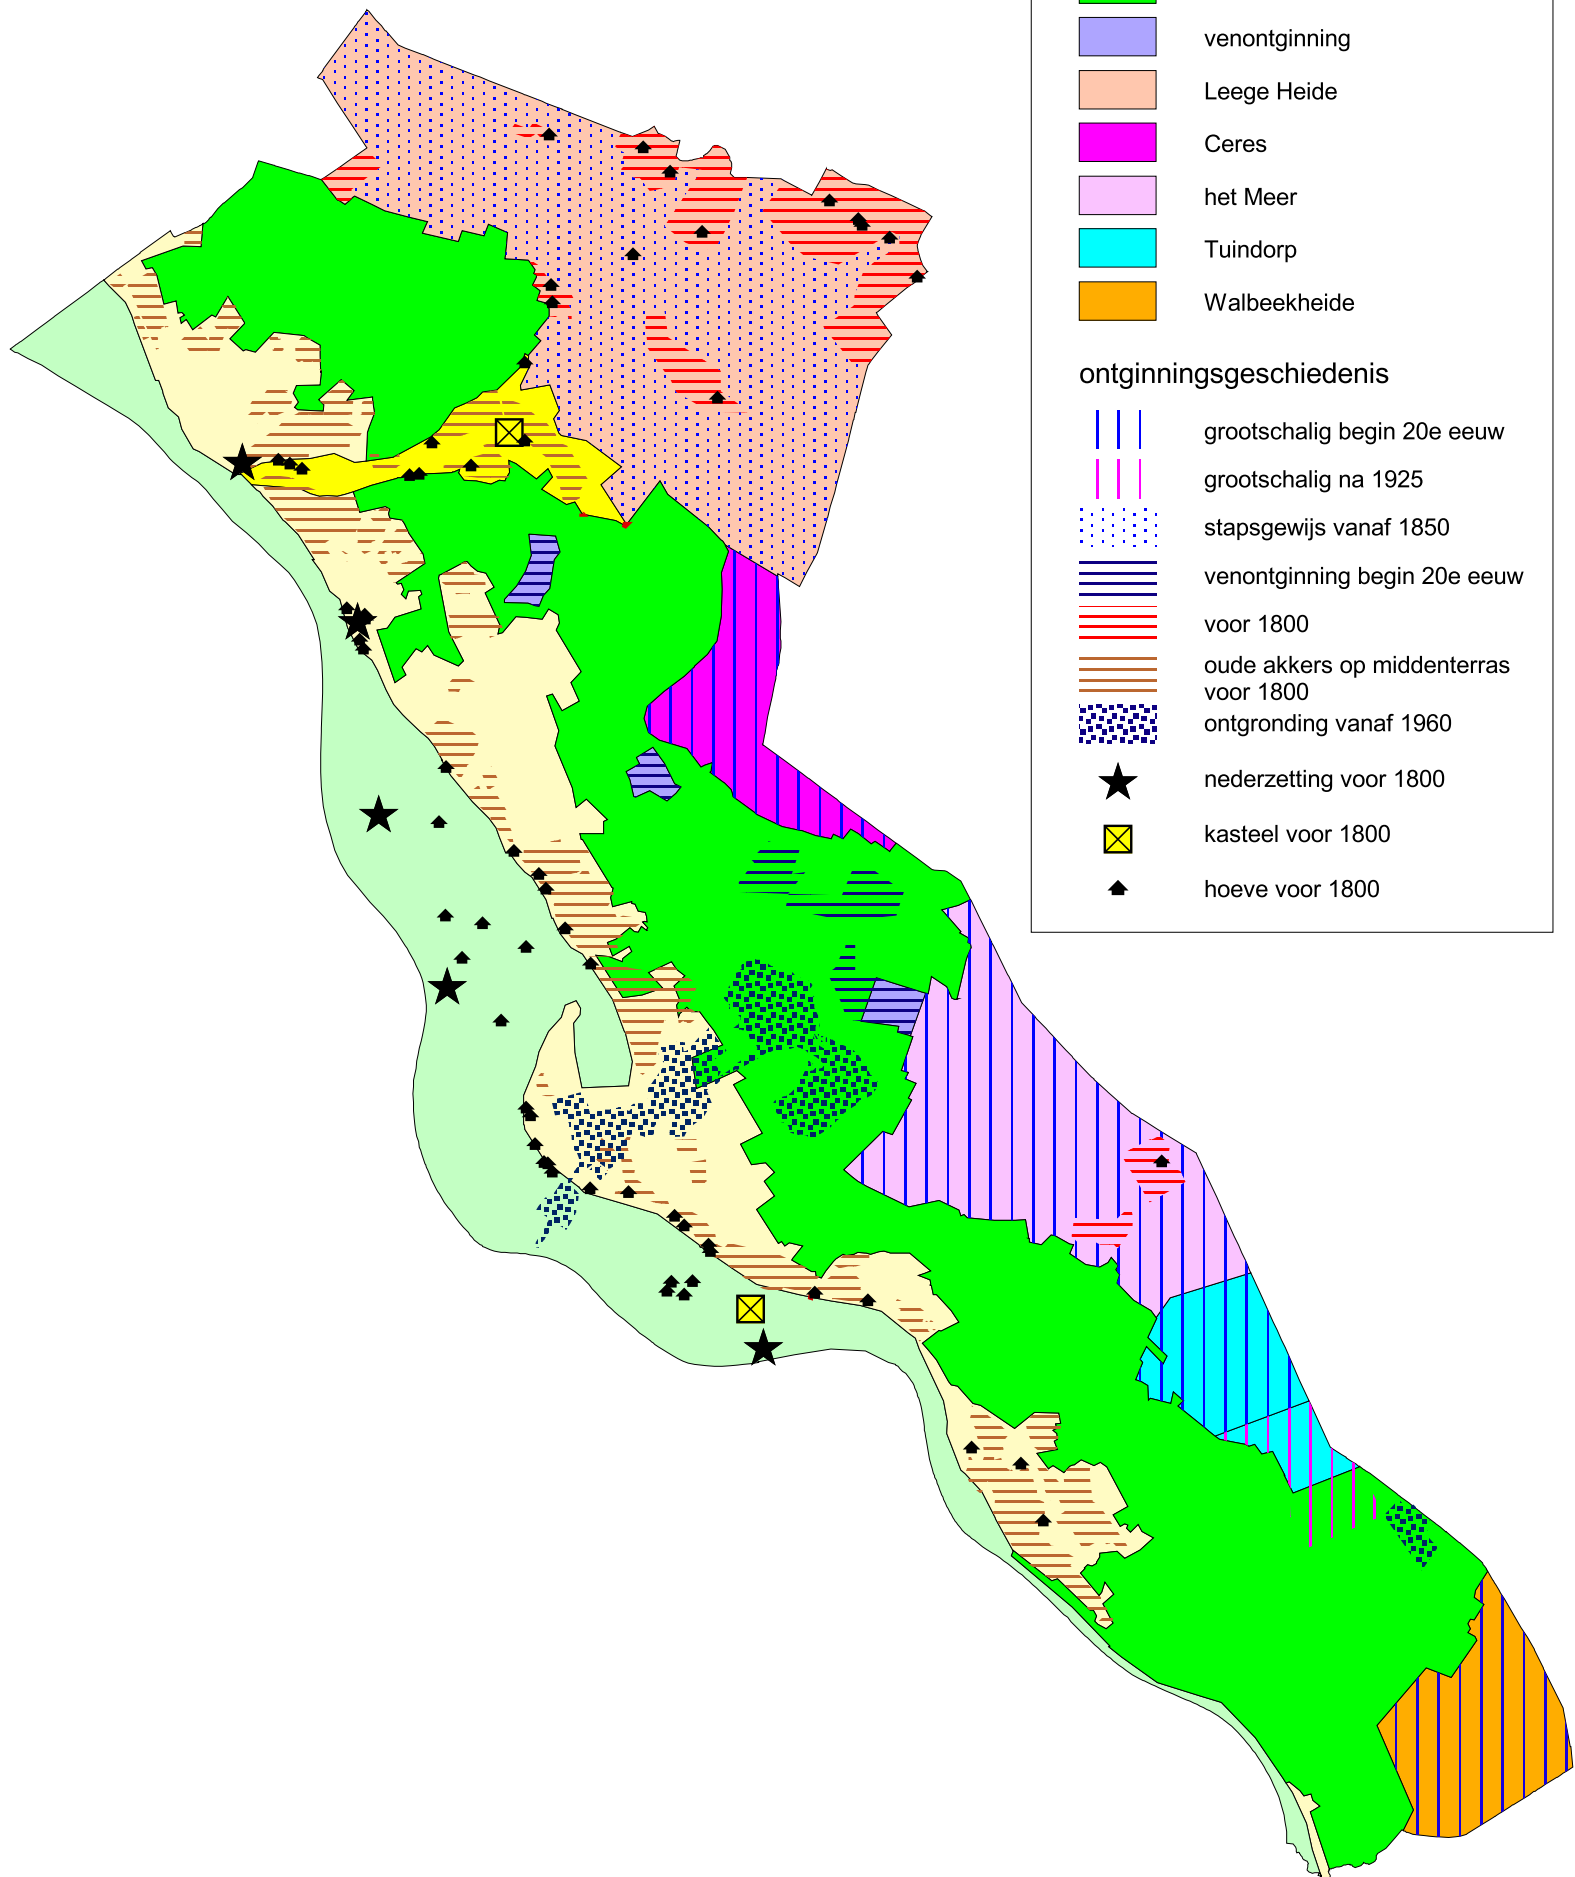 venontginning
Leege Heide
Ceres
het Meer
Tuindorp
Walbeekheide
ontginningsgeschiedenis
grootschalig begin 20e eeuw
grootschalig na 1925
stapsgewijs vanaf 1850
venontginning begin 20e eeuw
voor 1800
oude akkers op middenterras
voor 1800
ontgronding vanaf 1960
nederzetting voor 1800
kasteel voor 1800
hoeve voor 1800